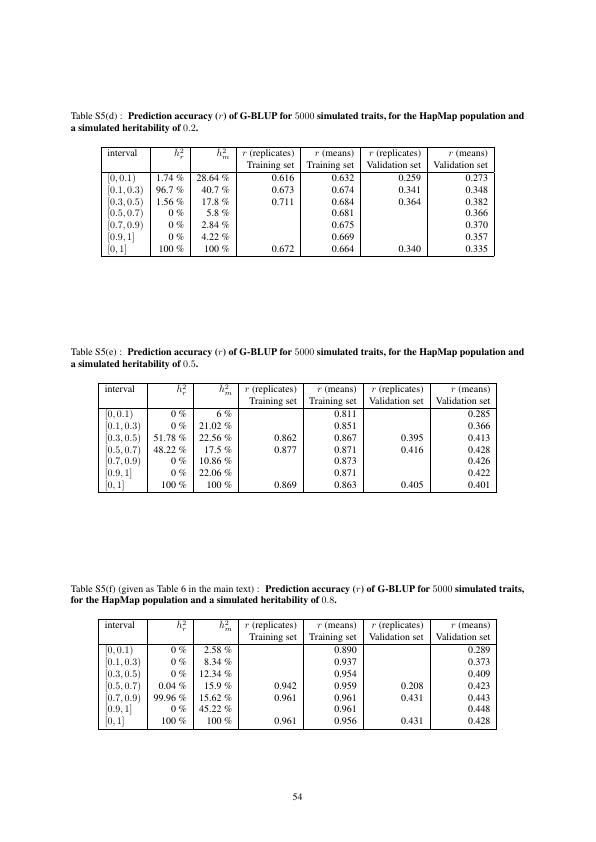 Table S5(d) : Prediction accuracy (r) of G-BLUP for 5000 simulated traits, for the HapMap population and
a simulated heritability of 0.2.
interval h²r h²m r (replicates) r (means) r (replicates) r (means)
Training set Training set Validation set Validation set
[0, 0.1) 1.74 % 28.64 % 0.616 0.632 0.259 0.273
[0.1, 0.3) 96.7 % 40.7 % 0.673 0.674 0.341 0.348
[0.3, 0.5) 1.56 % 17.8 % 0.711 0.684 0.364 0.382
[0.5, 0.7) 0 % 5.8 % 0.681 0.366
[0.7, 0.9) 0 % 2.84 % 0.675 0.370
[0.9, 1] 0 % 4.22 % 0.669 0.357
[0, 1] 100 % 100 % 0.672 0.664 0.340 0.335
Table S5(e) : Prediction accuracy (r) of G-BLUP for 5000 simulated traits, for the HapMap population and
a simulated heritability of 0.5.
interval h²r h²m r (replicates) r (means) r (replicates) r (means)
Training set Training set Validation set Validation set
[0, 0.1) 0 % 6 % 0.811 0.285
[0.1, 0.3) 0 % 21.02 % 0.851 0.366
[0.3, 0.5) 51.78 % 22.56 % 0.862 0.867 0.395 0.413
[0.5, 0.7) 48.22 % 17.5 % 0.877 0.871 0.416 0.428
[0.7, 0.9) 0 % 10.86 % 0.873 0.426
[0.9, 1] 0 % 22.06 % 0.871 0.422
[0, 1] 100 % 100 % 0.869 0.863 0.405 0.401
Table S5(f) (given as Table 6 in the main text) : Prediction accuracy (r) of G-BLUP for 5000 simulated traits,
for the HapMap population and a simulated heritability of 0.8.
interval h²r h²m r (replicates) r (means) r (replicates) r (means)
Training set Training set Validation set Validation set
[0, 0.1) 0 % 2.58 % 0.890 0.289
[0.1, 0.3) 0 % 8.34 % 0.937 0.373
[0.3, 0.5) 0 % 12.34 % 0.954 0.409
[0.5, 0.7) 0.04 % 15.9 % 0.942 0.959 0.208 0.423
[0.7, 0.9) 99.96 % 15.62 % 0.961 0.961 0.431 0.443
[0.9, 1] 0 % 45.22 % 0.961 0.448
[0, 1] 100 % 100 % 0.961 0.956 0.431 0.428
54